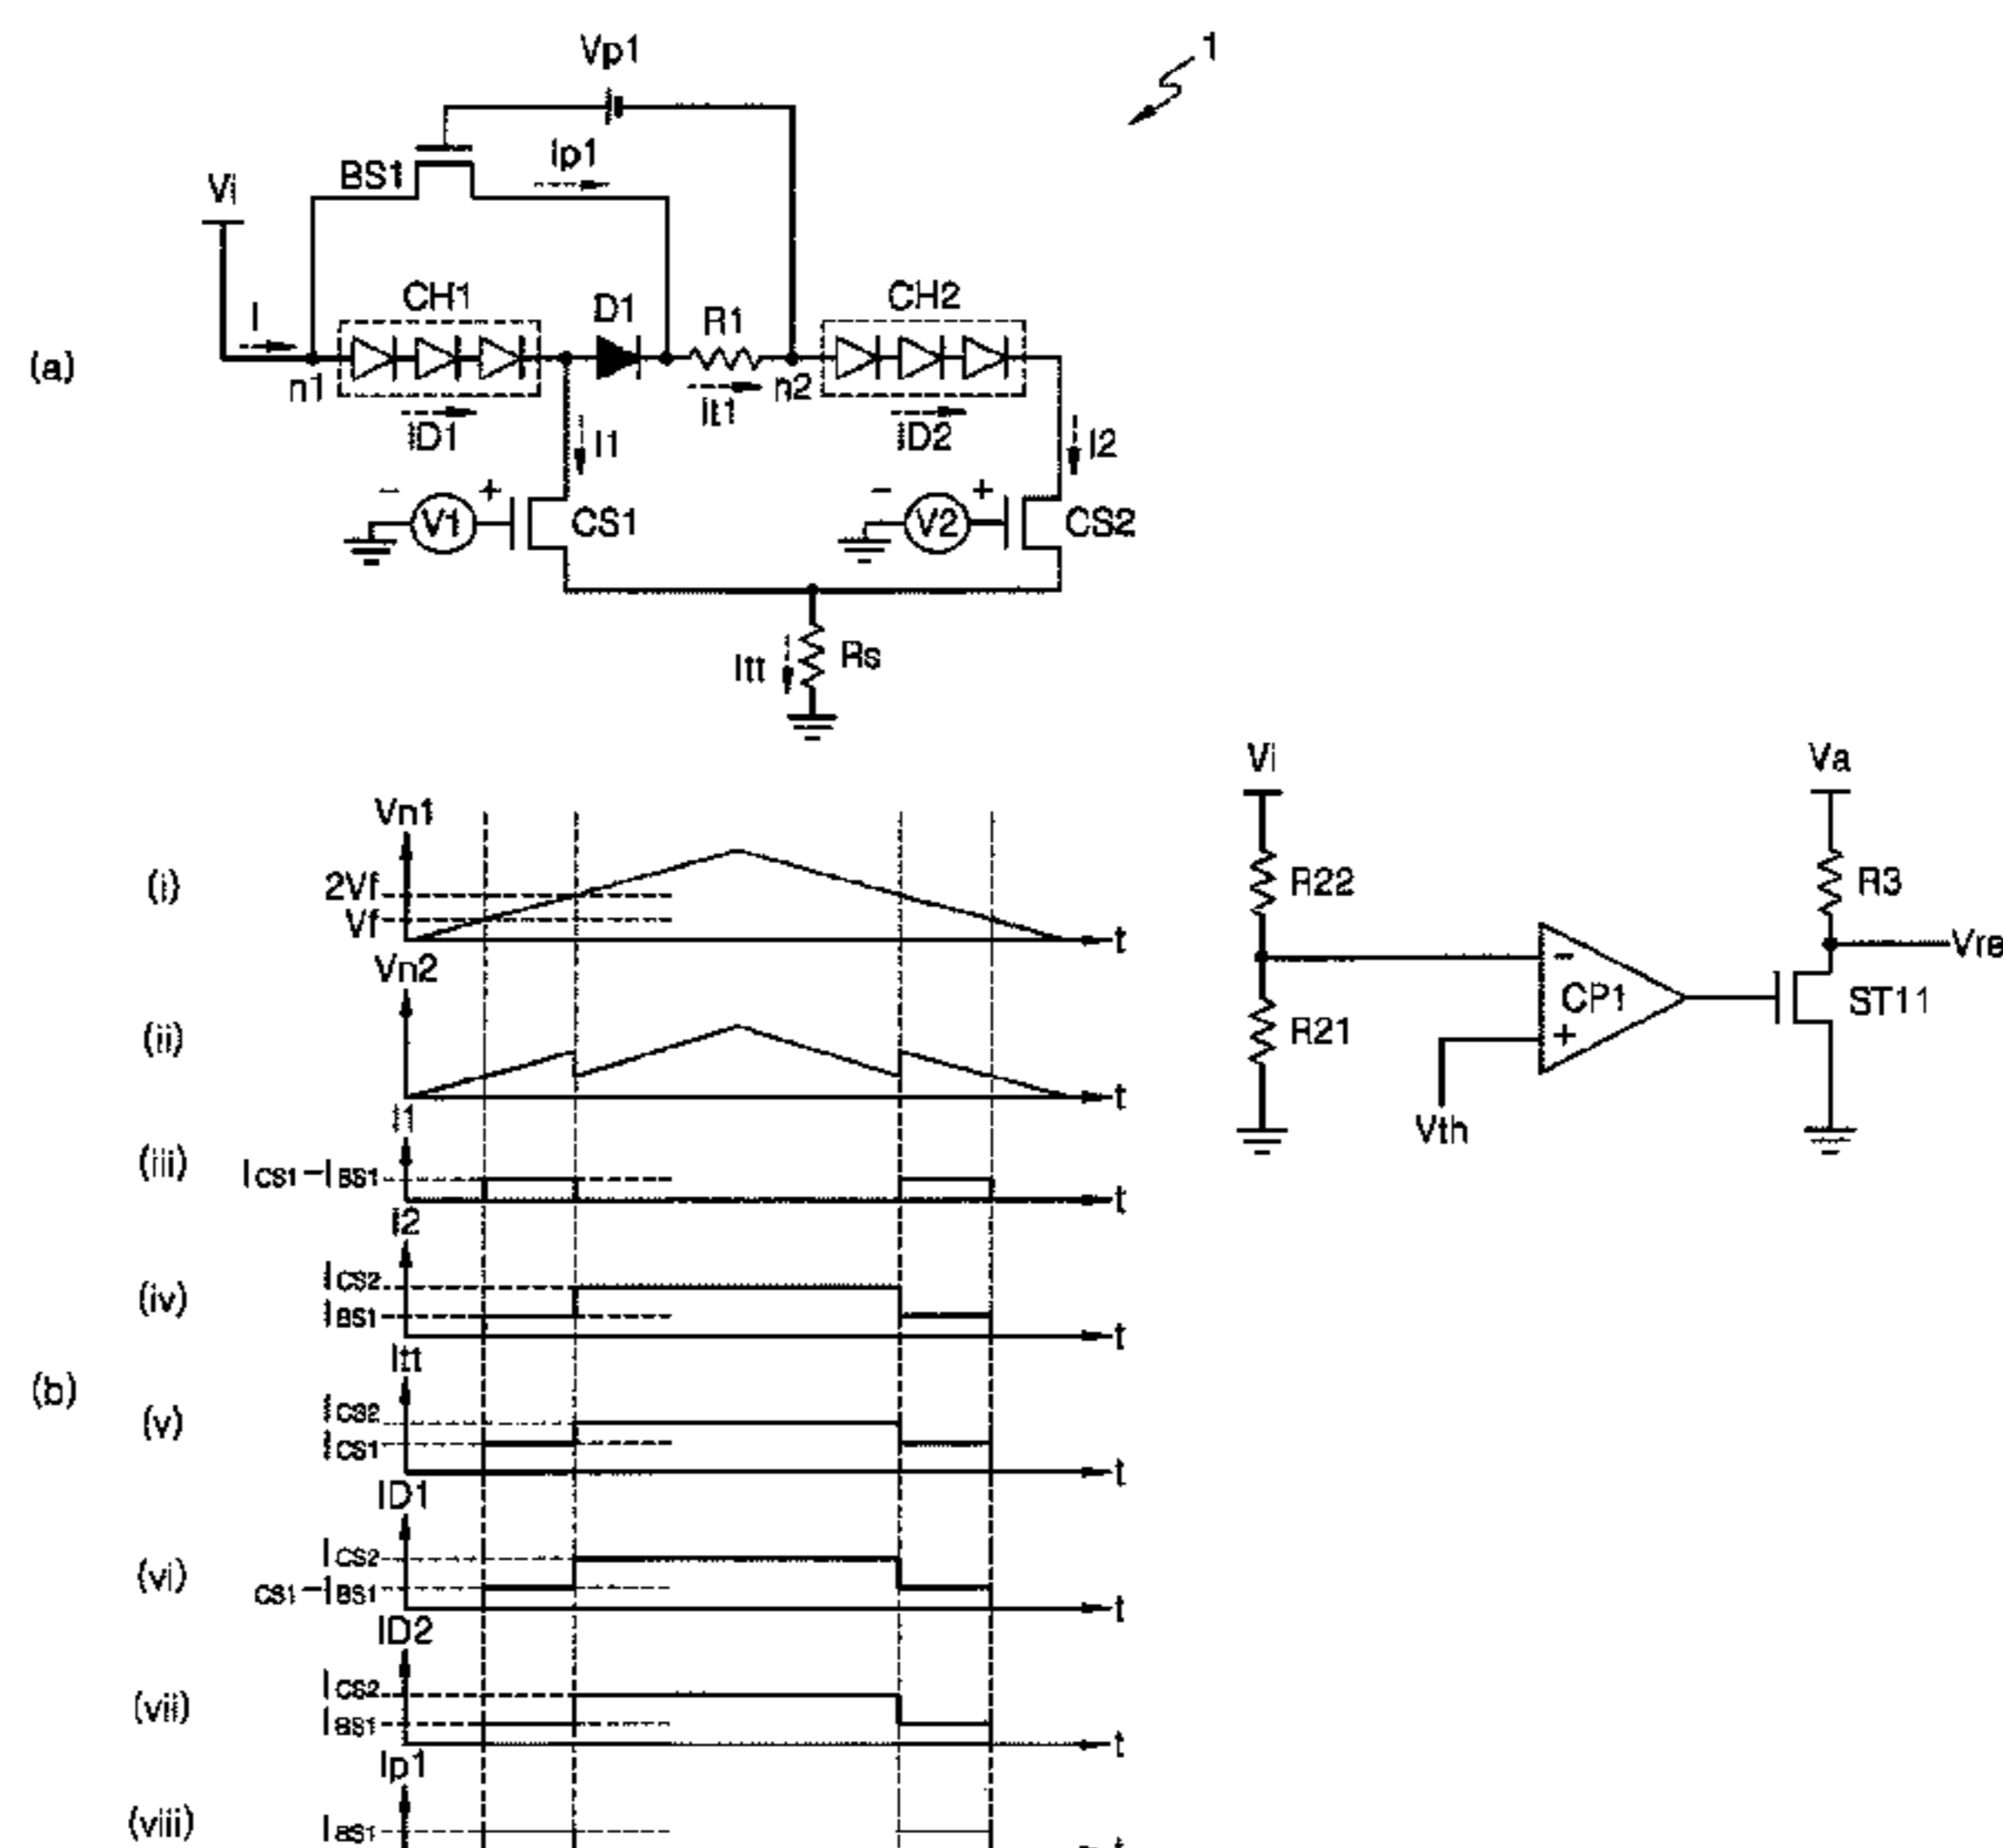 1
Vp1
Ip1
BS1
Vi
I
CH1
D1
R1
CH2
(a)
n1
n2
It1
iD1
iD2
I1
I2
- V1 +
CS1
- V2 +
CS2
Itt
Rs
Vi
Va
R22
R3
-
CP1
+
Vre
ST11
R21
Vth
(b)
(i)
Vn1
2Vf
Vf
t
(ii)
Vn2
t
(iii)
I1
ICS1-IBS1
t
(iv)
I2
ICS2
IBS1
t
(v)
Itt
ICS2
ICS1
t
(vi)
ID1
ICS2
CS1-IBS1
t
(vii)
ID2
ICS2
IBS1
t
(viii)
Ip1
IBS1
t